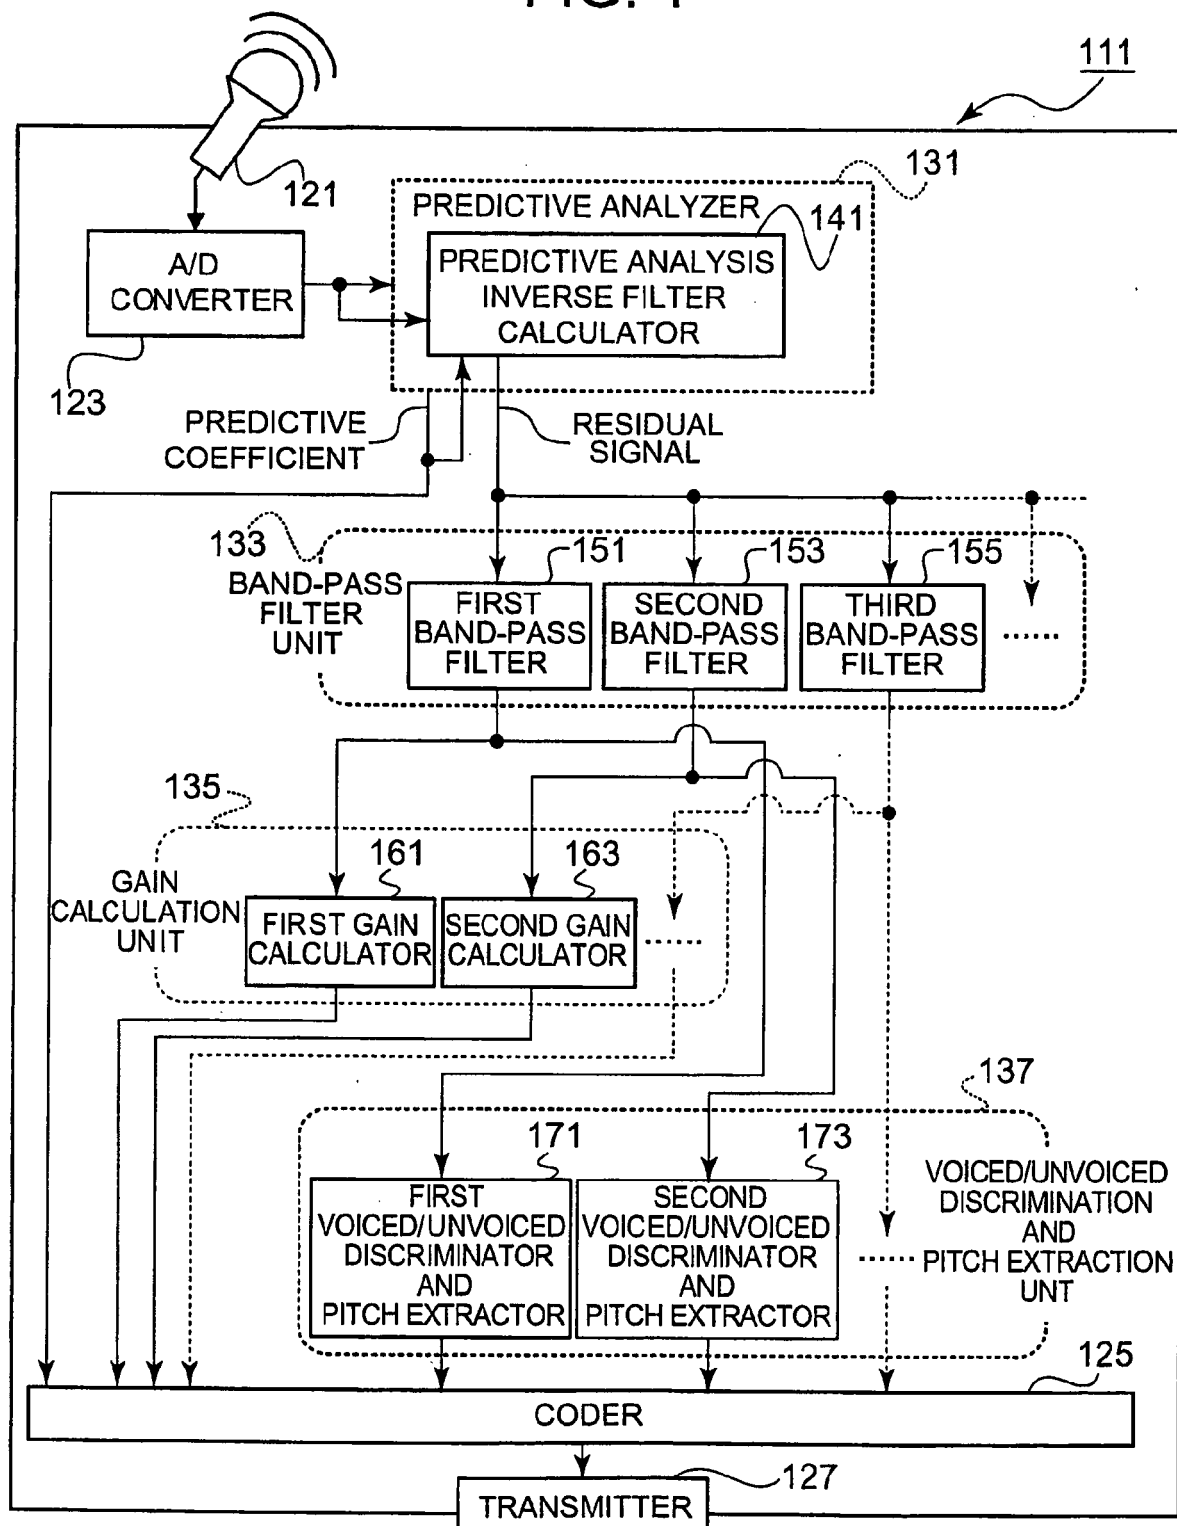 FIG. 1
111
121
A/D
CONVERTER
123
131
PREDICTIVE ANALYZER
141
PREDICTIVE ANALYSIS
INVERSE FILTER
CALCULATOR
PREDICTIVE
COEFFICIENT
RESIDUAL
SIGNAL
133
BAND-PASS
FILTER
UNIT
151
FIRST
BAND-PASS
FILTER
153
SECOND
BAND-PASS
FILTER
155
THIRD
BAND-PASS
FILTER
135
GAIN
CALCULATION
UNIT
161
FIRST GAIN
CALCULATOR
163
SECOND GAIN
CALCULATOR
137
171
FIRST
VOICED/UNVOICED
DISCRIMINATOR
AND
PITCH EXTRACTOR
173
SECOND
VOICED/UNVOICED
DISCRIMINATOR
AND
PITCH EXTRACTOR
VOICED/UNVOICED
DISCRIMINATION
AND
PITCH EXTRACTION
UNT
125
CODER
127
TRANSMITTER